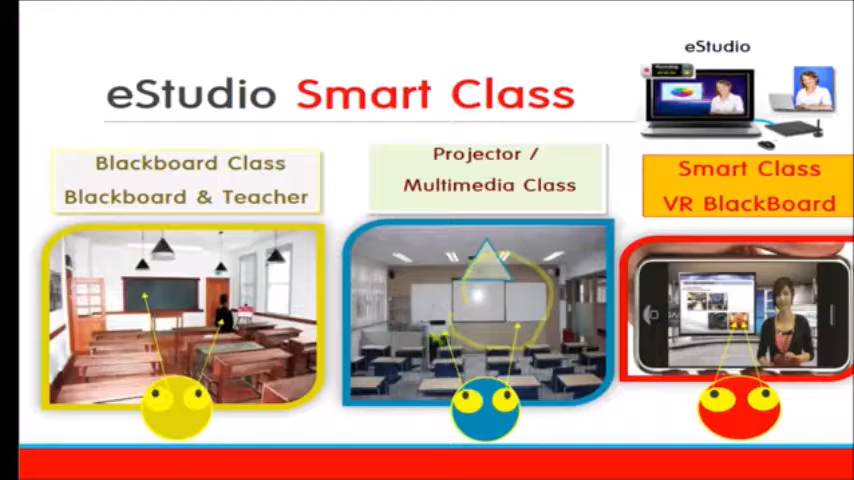 eStudio
eStudio Smart Class
Blackboard Class
Blackboard & Teacher
Projector /
Multimedia Class
Smart Class
VR BlackBoard